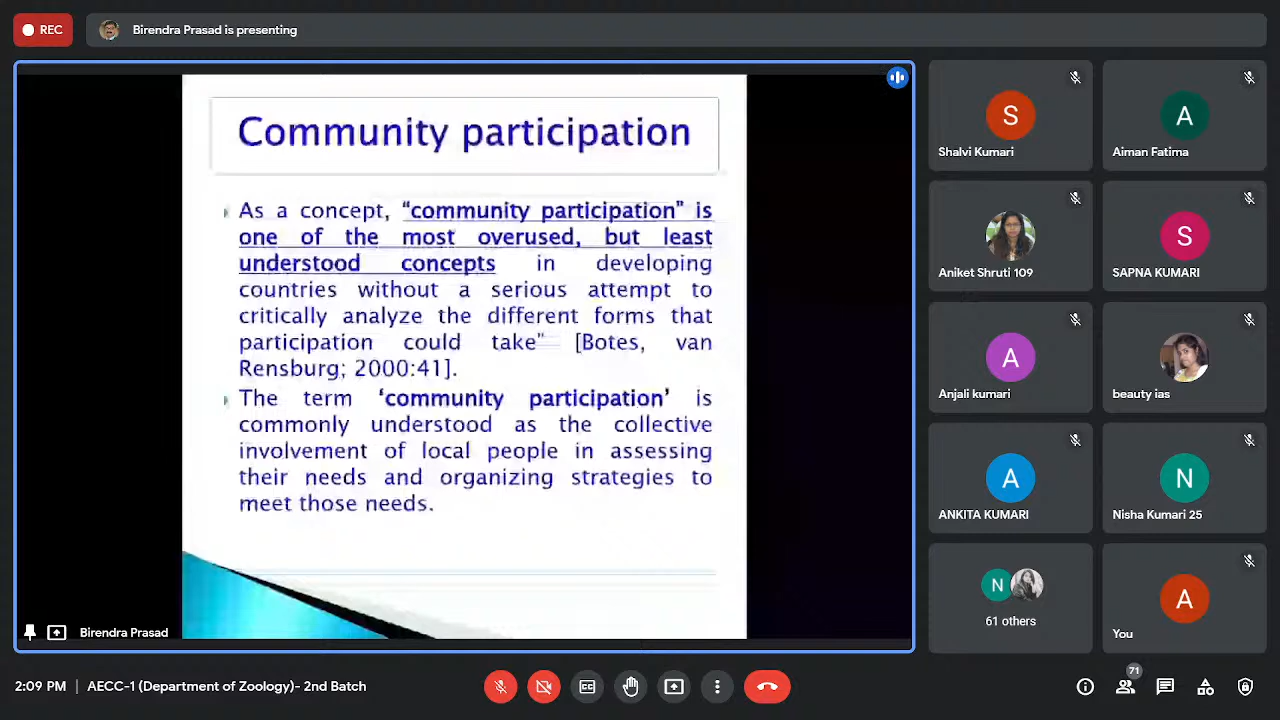 REC
Birendra Prasad is presenting
Community participation
As a concept, “community participation” is
one of the most overused, but least
understood concepts in developing
countries without a serious attempt to
critically analyze the different forms that
participation could take” [Botes, van
Rensburg; 2000:41].
The term ‘community participation’ is
commonly understood as the collective
involvement of local people in assessing
their needs and organizing strategies to
meet those needs.
Birendra Prasad
S
Shalvi Kumari
A
Aiman Fatima
Aniket Shruti 109
S
SAPNA KUMARI
A
Anjali kumari
beauty ias
A
ANKITA KUMARI
N
Nisha Kumari 25
N
61 others
A
You
2:09 PM | AECC-1 (Department of Zoology)- 2nd Batch
71